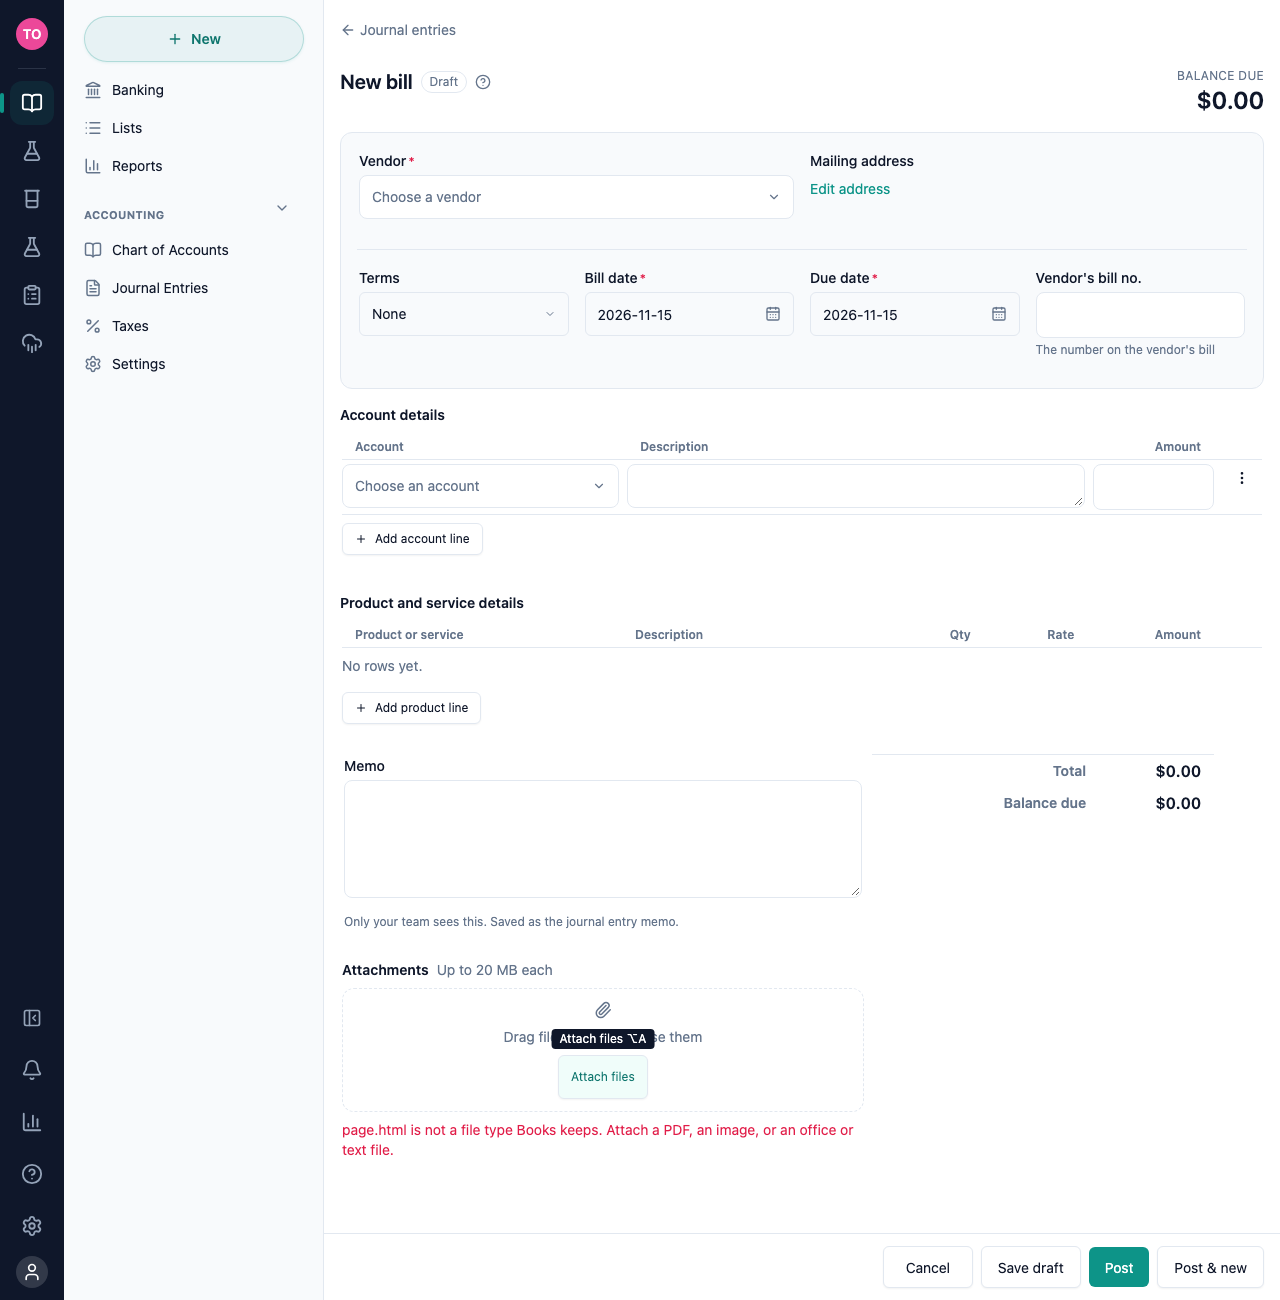 TO
New
Banking
Lists
Reports
ACCOUNTING
Chart of Accounts
Journal Entries
Taxes
Settings
Journal entries
New bill Draft
BALANCE DUE
$0.00
Vendor*
Choose a vendor
Mailing address
Edit address
Terms
None
Bill date*
2026-11-15
Due date*
2026-11-15
Vendor's bill no.
The number on the vendor's bill
Account details
Account Description Amount
Choose an account
Add account line
Product and service details
Product or service Description Qty Rate Amount
No rows yet.
Add product line
Memo
Only your team sees this. Saved as the journal entry memo.
Total $0.00
Balance due $0.00
Attachments Up to 20 MB each
Drag them
Attach files ⌥A
Attach files
page.html is not a file type Books keeps. Attach a PDF, an image, or an office or
text file.
Cancel
Save draft
Post
Post & new